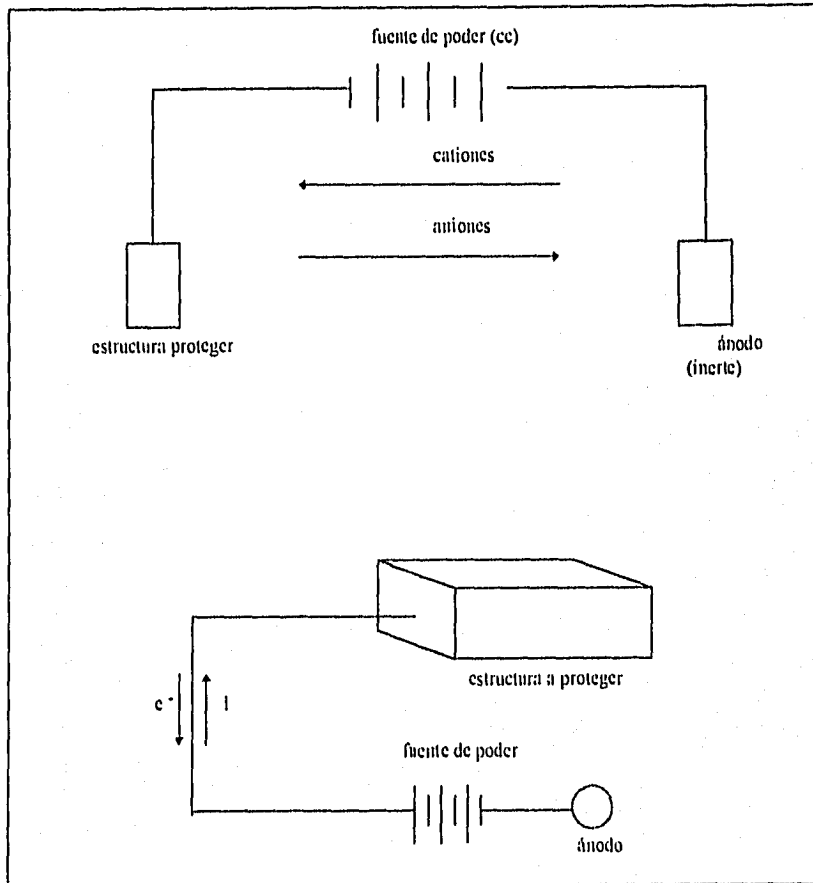 fuente de poder (cc)
cationes
aniones
estructura proteger
ánodo
(inerte)
estructura a proteger
e - I
fuente de poder
ánodo